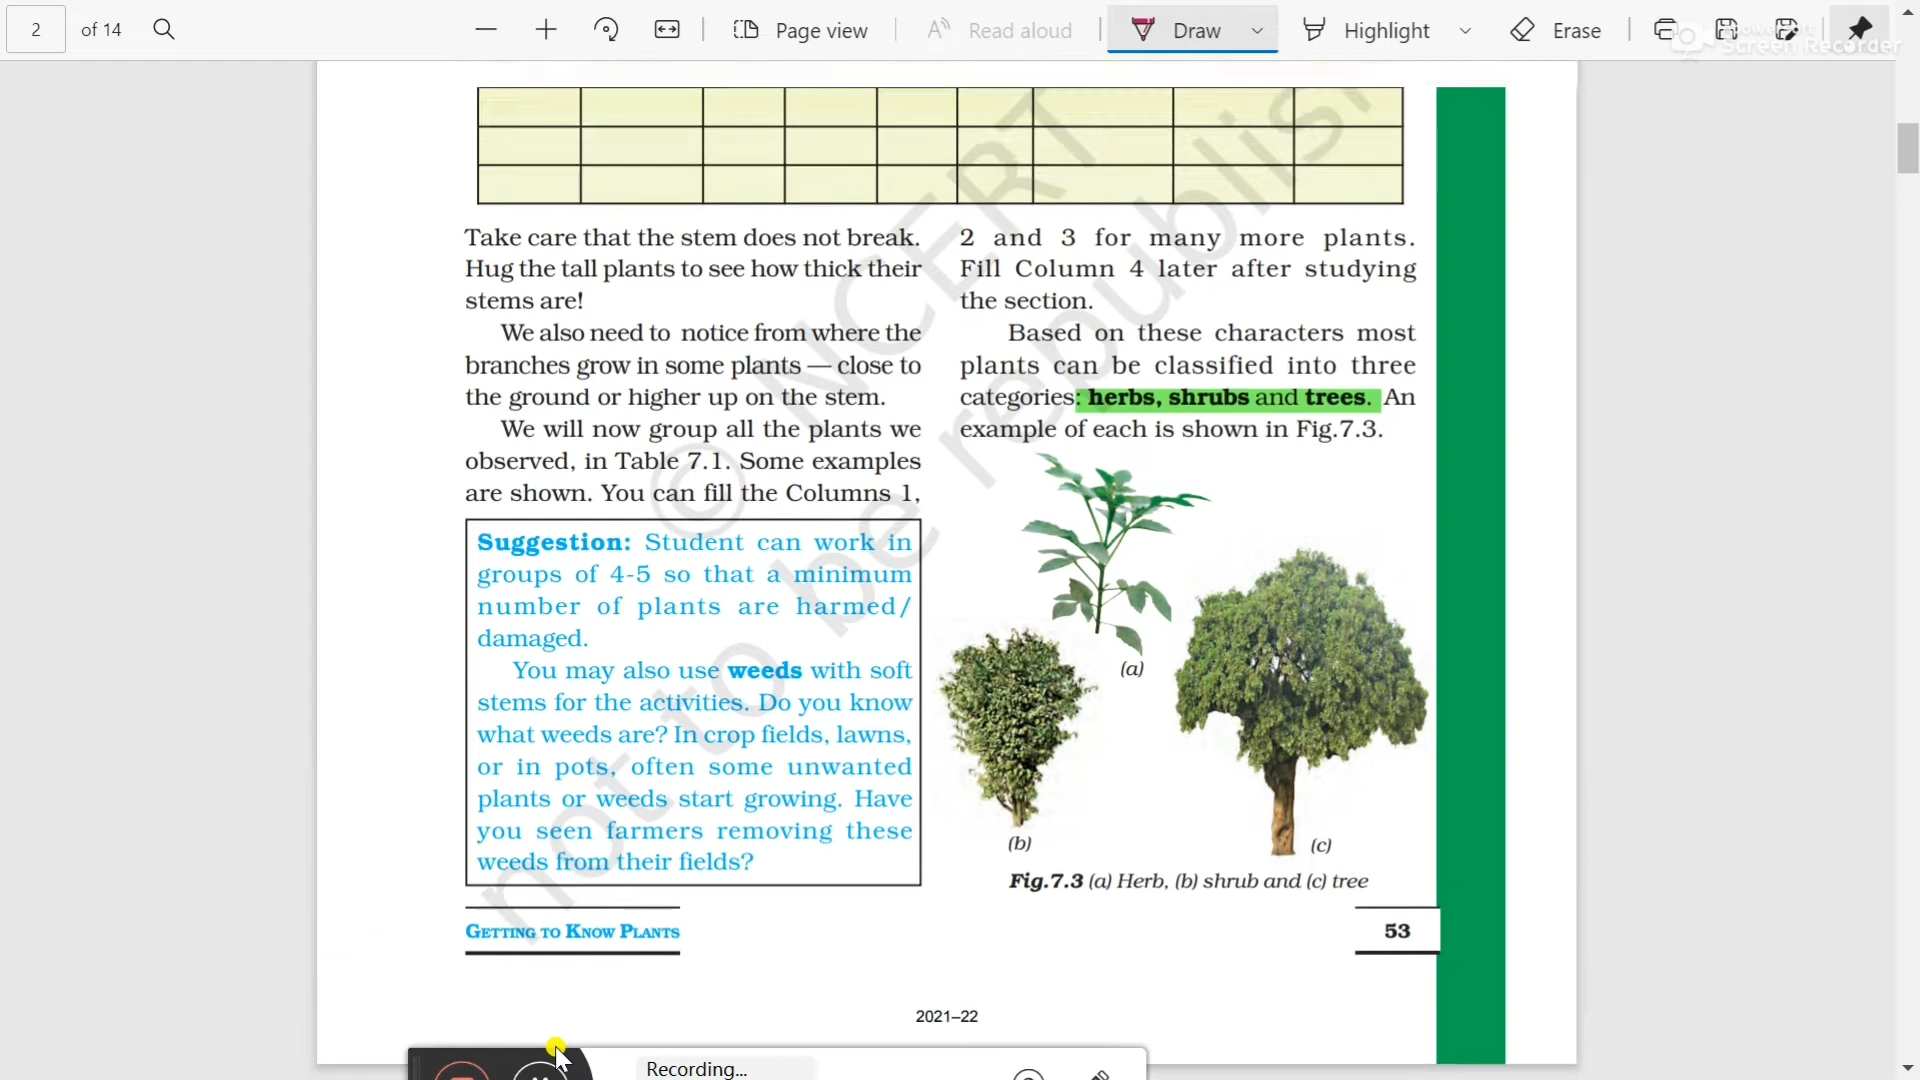 2 of 14 Page view Read aloud Draw Highlight Erase
Screen Recorder
Take care that the stem does not break.
Hug the tall plants to see how thick their
stems are!
We also need to notice from where the
branches grow in some plants — close to
the ground or higher up on the stem.
We will now group all the plants we
observed, in Table 7.1. Some examples
are shown. You can fill the Columns 1,
Suggestion: Student can work in
groups of 4-5 so that a minimum
number of plants are harmed/
damaged.
You may also use weeds with soft
stems for the activities. Do you know
what weeds are? In crop fields, lawns,
or in pots, often some unwanted
plants or weeds start growing. Have
you seen farmers removing these
weeds from their fields?
2 and 3 for many more plants.
Fill Column 4 later after studying
the section.
Based on these characters most
plants can be classified into three
categories: herbs, shrubs and trees. An
example of each is shown in Fig.7.3.
(a)
(b)
(c)
Fig.7.3 (a) Herb, (b) shrub and (c) tree
© NCERT
not to be republis
GETTING TO KNOW PLANTS
53
2021–22
Recording...